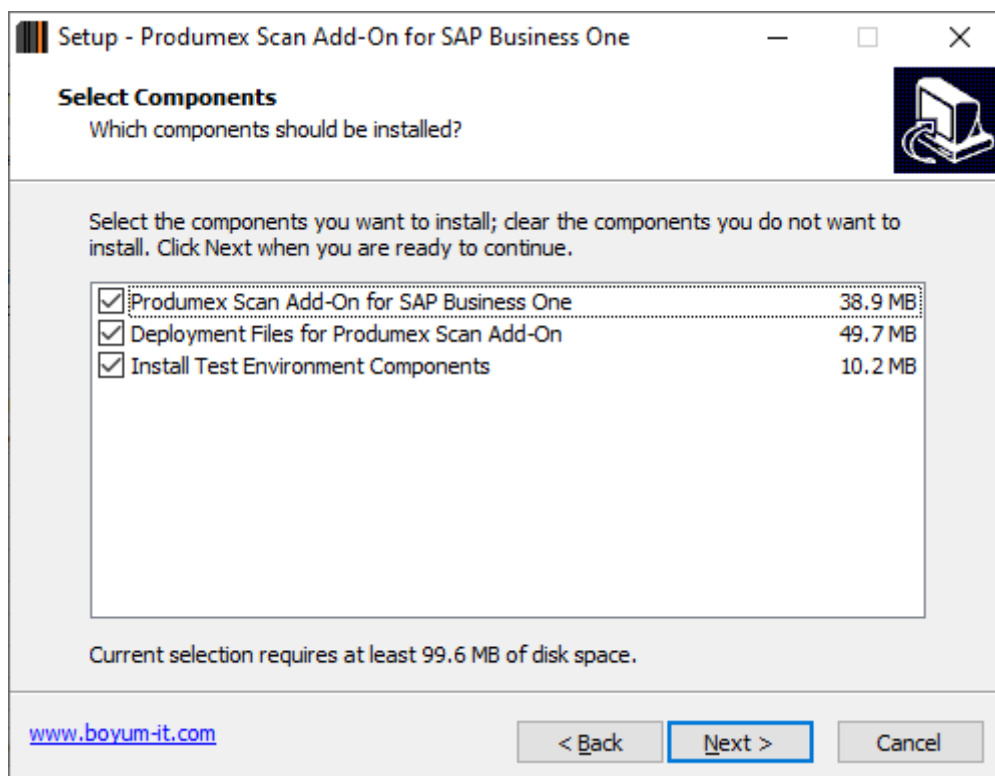 Setup - Produmex Scan Add-On for SAP Business One
Select Components
Which components should be installed?
Select the components you want to install; clear the components you do not want to
install. Click Next when you are ready to continue.
Produmex Scan Add-On for SAP Business One 38.9 MB
Deployment Files for Produmex Scan Add-On 49.7 MB
Install Test Environment Components 10.2 MB
Current selection requires at least 99.6 MB of disk space.
www.boyum-it.com < Back Next > Cancel